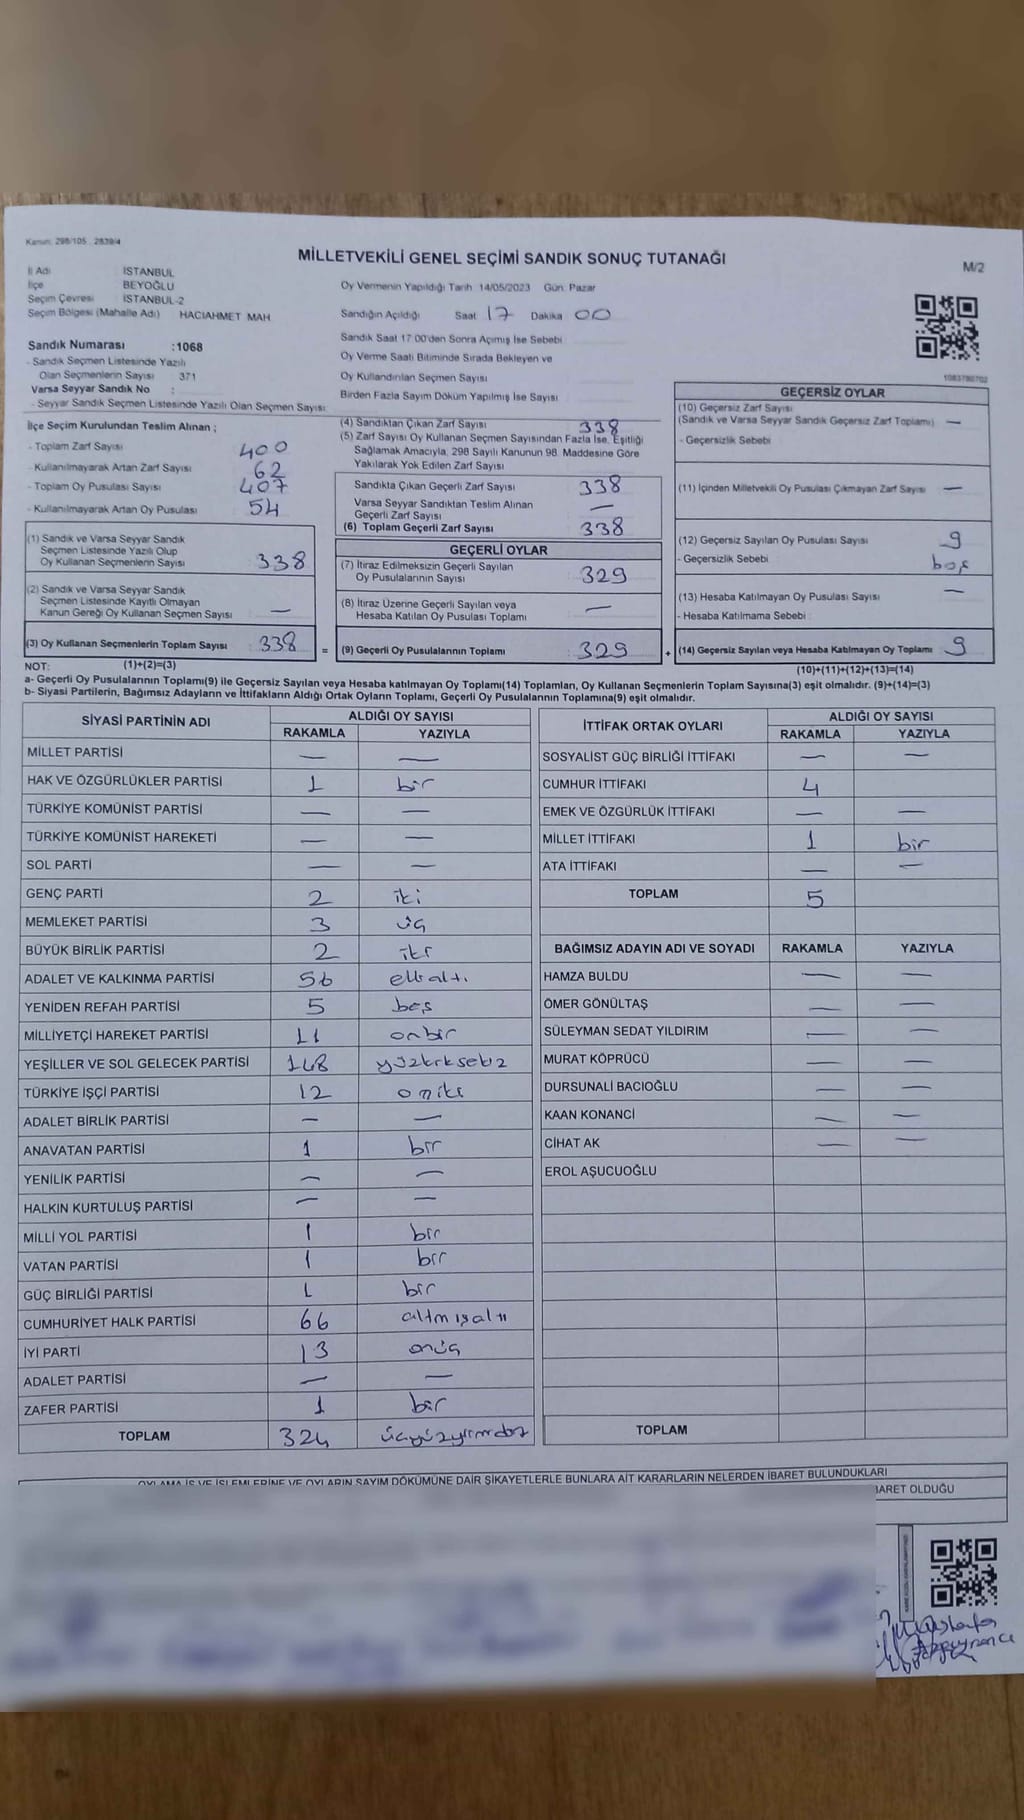 Kanun: 298/105 , 2839/4
MİLLETVEKİLİ GENEL SEÇİMİ SANDIK SONUÇ TUTANAĞI
M/2
İl Adı İSTANBUL
İlçe BEYOĞLU
Seçim Çevresi İSTANBUL-2
Seçim Bölgesi (Mahalle Adı) HACIAHMET MAH
Sandık Numarası :1068
- Sandık Seçmen Listesinde Yazılı
Olan Seçmenlerin Sayısı : 371
Varsa Seyyar Sandık No :
- Seyyar Sandık Seçmen Listesinde Yazılı Olan Seçmen Sayısı:
Oy Vermenin Yapıldığı Tarih 14/05/2023 Gün: Pazar
Sandığın Açıldığı Saat 17 Dakika 00
Sandık Saat 17.00'den Sonra Açılmış İse Sebebi
Oy Verme Saati Bitiminde Sırada Bekleyen ve
Oy Kullandırılan Seçmen Sayısı
Birden Fazla Sayım Döküm Yapılmış İse Sayısı
1083780702
İlçe Seçim Kurulundan Teslim Alınan ;
- Toplam Zarf Sayısı 400
- Kullanılmayarak Artan Zarf Sayısı 62
- Toplam Oy Pusulası Sayısı 407
- Kullanılmayarak Artan Oy Pusulası 54
(1) Sandık ve Varsa Seyyar Sandık
Seçmen Listesinde Yazılı Olup
Oy Kullanan Seçmenlerin Sayısı 338
(2) Sandık ve Varsa Seyyar Sandık
Seçmen Listesinde Kayıtlı Olmayan
Kanun Gereği Oy Kullanan Seçmen Sayısı —
(3) Oy Kullanan Seçmenlerin Toplam Sayısı 338 =
(4) Sandıktan Çıkan Zarf Sayısı 338
(5) Zarf Sayısı Oy Kullanan Seçmen Sayısından Fazla İse, Eşitliği
Sağlamak Amacıyla, 298 Sayılı Kanunun 98. Maddesine Göre
Yakılarak Yok Edilen Zarf Sayısı
Sandıkta Çıkan Geçerli Zarf Sayısı 338
Varsa Seyyar Sandıktan Teslim Alınan
Geçerli Zarf Sayısı —
(6) Toplam Geçerli Zarf Sayısı 338
GEÇERLİ OYLAR
(7) İtiraz Edilmeksizin Geçerli Sayılan
Oy Pusulalarının Sayısı 329
(8) İtiraz Üzerine Geçerli Sayılan veya
Hesaba Katılan Oy Pusulası Toplamı —
(9) Geçerli Oy Pusulalarının Toplamı 329 +
GEÇERSİZ OYLAR
(10) Geçersiz Zarf Sayısı
(Sandık ve Varsa Seyyar Sandık Geçersiz Zarf Toplamı) —
- Geçersizlik Sebebi
(11) İçinden Milletvekili Oy Pusulası Çıkmayan Zarf Sayısı —
(12) Geçersiz Sayılan Oy Pusulası Sayısı 9
- Geçersizlik Sebebi boş
(13) Hesaba Katılmayan Oy Pusulası Sayısı —
- Hesaba Katılmama Sebebi
(14) Geçersiz Sayılan veya Hesaba Katılmayan Oy Toplamı 9
NOT: (1)+(2)=(3) (10)+(11)+(12)+(13)=(14)
a- Geçerli Oy Pusulalarının Toplamı(9) ile Geçersiz Sayılan veya Hesaba katılmayan Oy Toplamı(14) Toplamları, Oy Kullanan Seçmenlerin Toplam Sayısına(3) eşit olmalıdır. (9)+(14)=(3)
b- Siyasi Partilerin, Bağımsız Adayların ve İttifakların Aldığı Ortak Oyların Toplamı, Geçerli Oy Pusulalarının Toplamına(9) eşit olmalıdır.
SİYASİ PARTİNİN ADI ALDIĞI OY SAYISI
RAKAMLA YAZIYLA
MİLLET PARTİSİ — —
HAK VE ÖZGÜRLÜKLER PARTİSİ 1 bir
TÜRKİYE KOMÜNİST PARTİSİ — —
TÜRKİYE KOMÜNİST HAREKETİ — —
SOL PARTİ — —
GENÇ PARTİ 2 iki
MEMLEKET PARTİSİ 3 üç
BÜYÜK BİRLİK PARTİSİ 2 iki
ADALET VE KALKINMA PARTİSİ 56 ellialtı
YENİDEN REFAH PARTİSİ 5 beş
MİLLİYETÇİ HAREKET PARTİSİ 11 onbir
YEŞİLLER VE SOL GELECEK PARTİSİ 148 yüzkırksekiz
TÜRKİYE İŞÇİ PARTİSİ 12 oniki
ADALET BİRLİK PARTİSİ — —
ANAVATAN PARTİSİ 1 bir
YENİLİK PARTİSİ — —
HALKIN KURTULUŞ PARTİSİ — —
MİLLİ YOL PARTİSİ 1 bir
VATAN PARTİSİ 1 bir
GÜÇ BİRLİĞİ PARTİSİ 1 bir
CUMHURİYET HALK PARTİSİ 66 altmışaltı
İYİ PARTİ 13 onüç
ADALET PARTİSİ — —
ZAFER PARTİSİ 1 bir
TOPLAM 324 üçyüzyirmidört
İTTİFAK ORTAK OYLARI ALDIĞI OY SAYISI
RAKAMLA YAZIYLA
SOSYALİST GÜÇ BİRLİĞİ İTTİFAKI — —
CUMHUR İTTİFAKI 4
EMEK VE ÖZGÜRLÜK İTTİFAKI — —
MİLLET İTTİFAKI 1 bir
ATA İTTİFAKI — —
TOPLAM 5
BAĞIMSIZ ADAYIN ADI VE SOYADI RAKAMLA YAZIYLA
HAMZA BULDU — —
ÖMER GÖNÜLTAŞ — —
SÜLEYMAN SEDAT YILDIRIM — —
MURAT KÖPRÜCÜ — —
DURSUNALİ BACIOĞLU — —
KAAN KONANCİ — —
CİHAT AK — —
EROL AŞUCUOĞLU
TOPLAM
OYLAMA İŞ VE İŞLEMLERİNE VE OYLARIN SAYIM DÖKÜMÜNE DAİR ŞİKAYETLERLE BUNLARA AİT KARARLARIN NELERDEN İBARET BULUNDUKLARI
BARET OLDUĞU